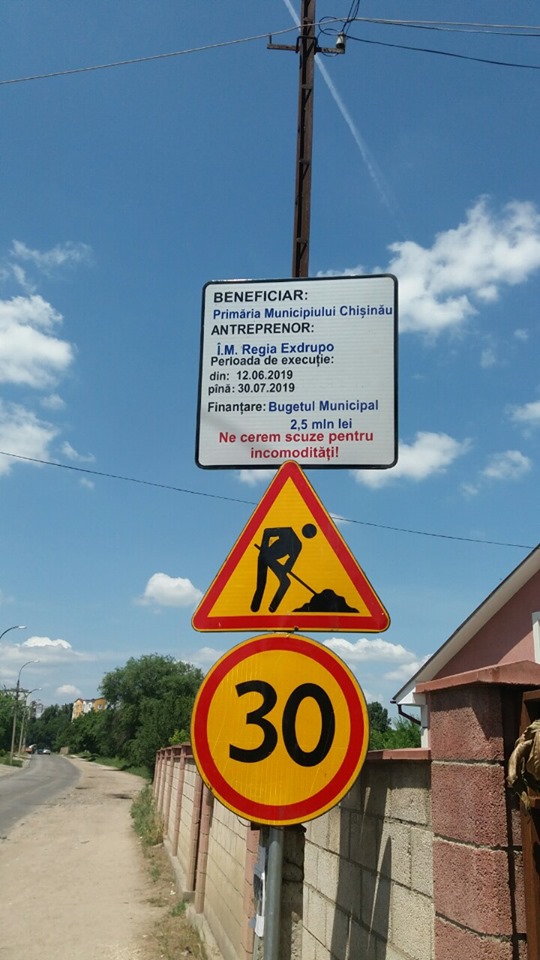 BENEFICIAR:
Primăria Municipiului Chișinău
ANTREPRENOR:
Î.M. Regia Exdrupo
Perioada de execuție:
din: 12.06.2019
pînă: 30.07.2019
Finanțare: Bugetul Municipal
2,5 mln lei
Ne cerem scuze pentru
incomodități!
30